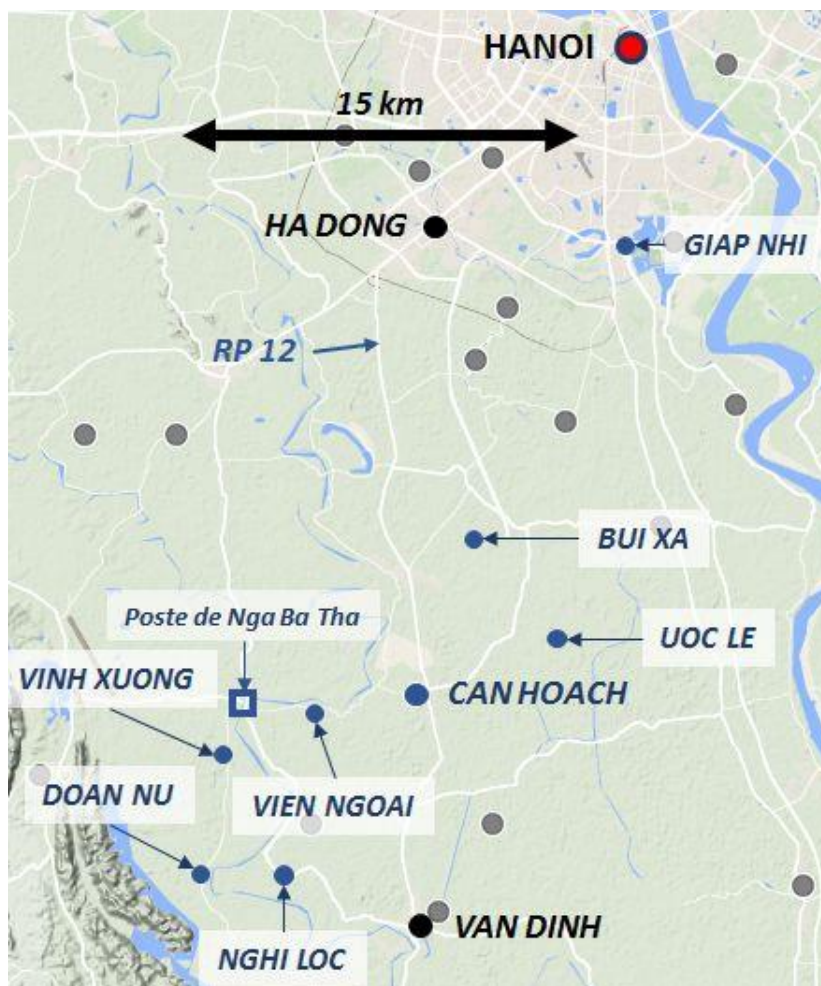 HANOI
15 km
HA DONG
GIAP NHI
RP 12
BUI XA
Poste de Nga Ba Tha
UOC LE
VINH XUONG
CAN HOACH
DOAN NU
VIEN NGOAI
VAN DINH
NGHI LOC